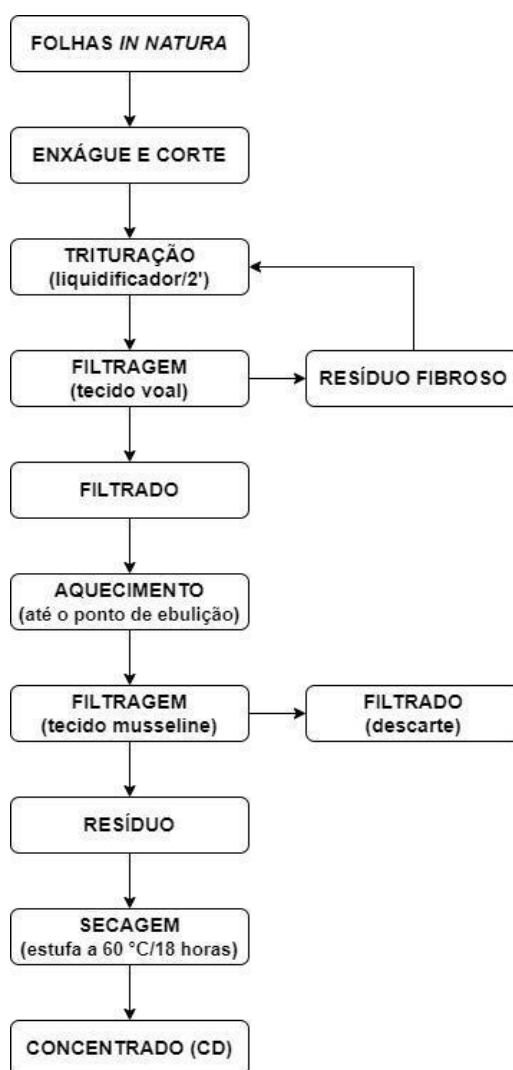 FOLHAS IN NATURA
ENXÁGUE E CORTE
TRITURAÇÃO
(liquidificador/2')
FILTRAGEM
(tecido voal)
RESÍDUO FIBROSO
FILTRADO
AQUECIMENTO
(até o ponto de ebulição)
FILTRAGEM
(tecido musseline)
FILTRADO
(descarte)
RESÍDUO
SECAGEM
(estufa a 60 °C/18 horas)
CONCENTRADO (CD)